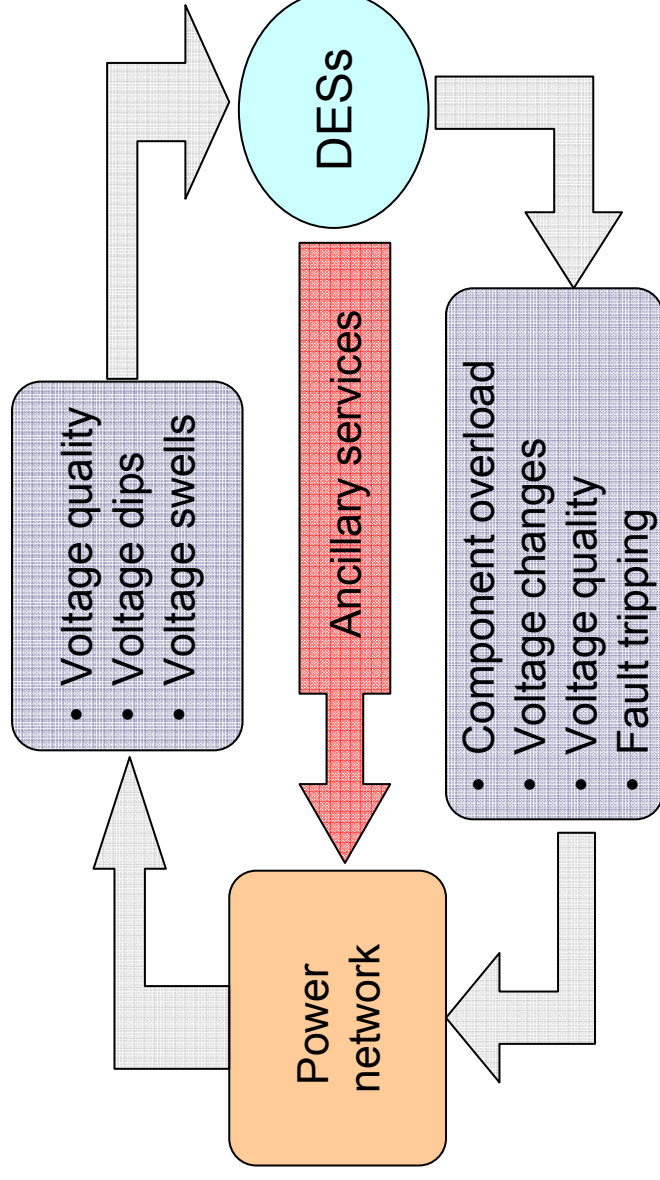 Power
network
• Voltage quality
• Voltage dips
• Voltage swells
Ancillary services
• Component overload
• Voltage changes
• Voltage quality
• Fault tripping
DESs